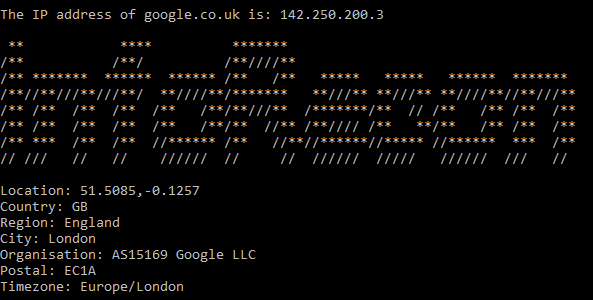 The IP address of google.co.uk is: 142.250.200.3
InfoRecon
Location: 51.5085,-0.1257
Country: GB
Region: England
City: London
Organisation: AS15169 Google LLC
Postal: EC1A
Timezone: Europe/London